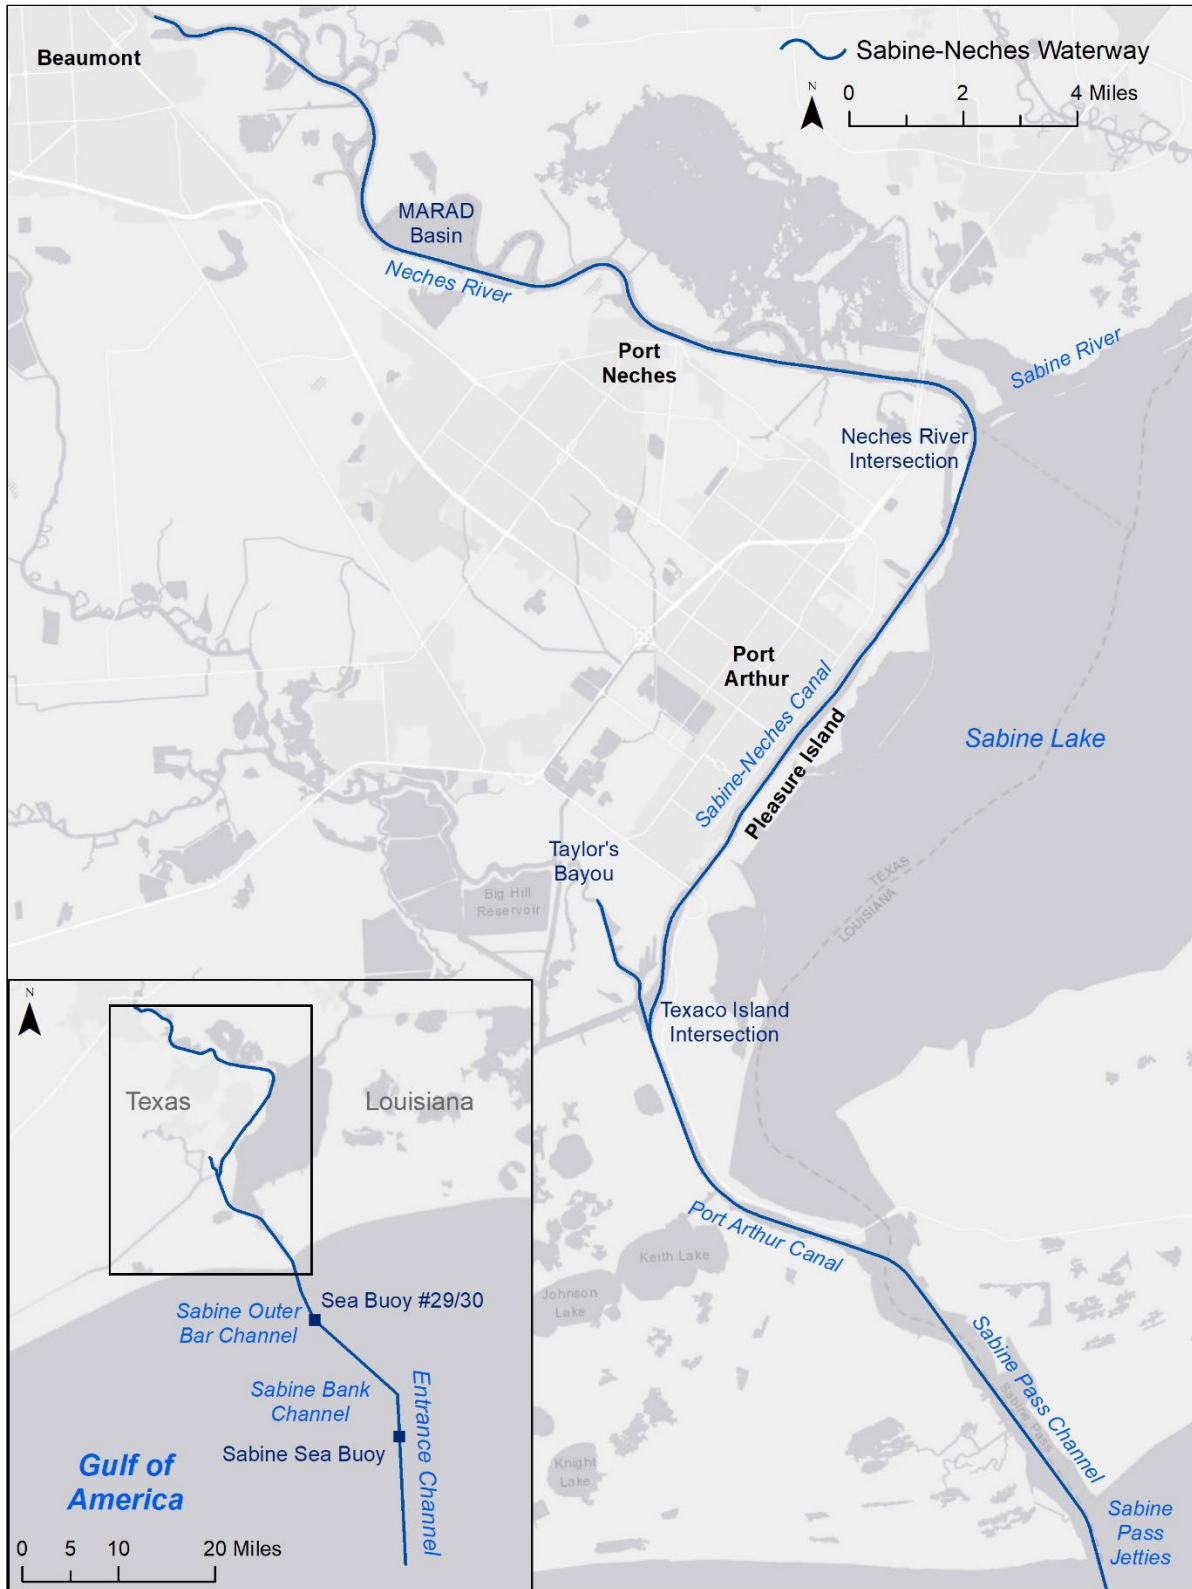 Beaumont
Sabine-Neches Waterway
N
0 2 4 Miles
MARAD
Basin
Neches River
Sabine River
Port
Neches
Neches River
Intersection
Port
Arthur
Sabine-Neches Canal
Pleasure Island
Sabine Lake
TEXAS
LOUISIANA
Taylor's
Bayou
Big Hill
Reservoir
Texaco Island
Intersection
Port Arthur Canal
Keith Lake
Johnson
Lake
Sabine Pass Channel
Sabine Pass
Knight
Lake
Sabine
Pass
Jetties
N
Texas
Louisiana
Sea Buoy #29/30
Sabine Outer
Bar Channel
Sabine Bank
Channel
Entrance Channel
Sabine Sea Buoy
Gulf of
America
0 5 10 20 Miles